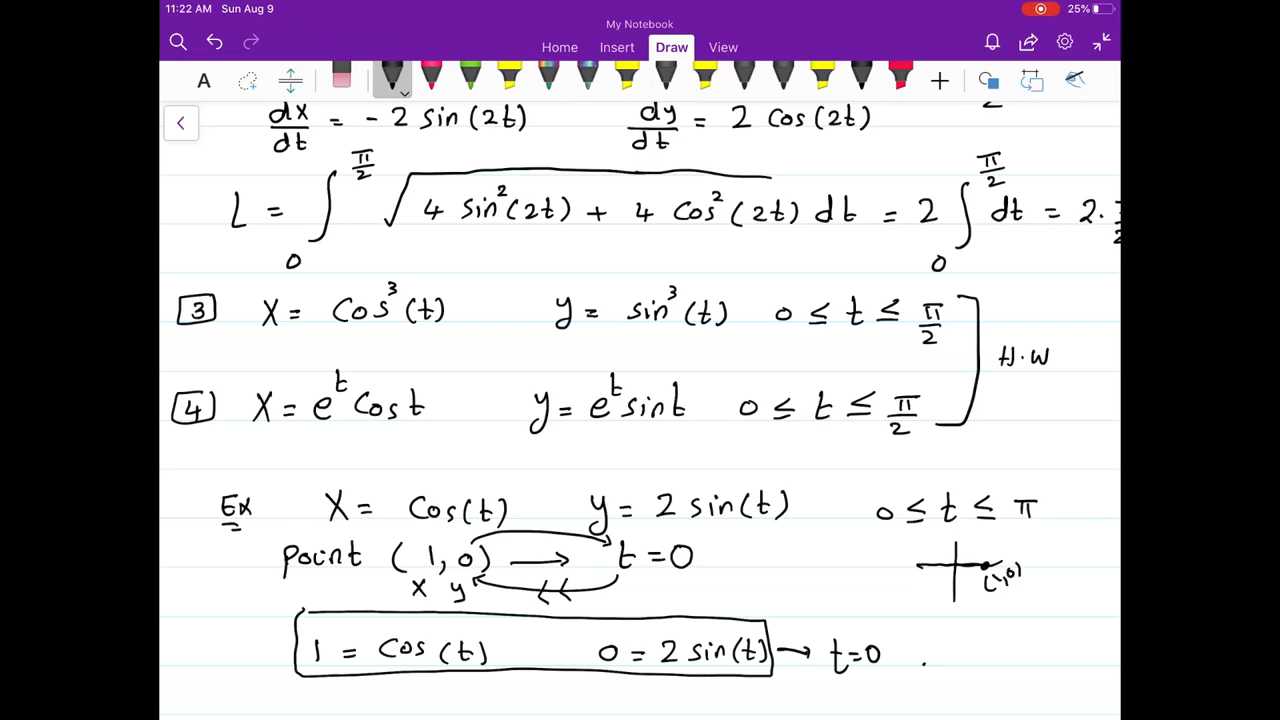 11:22 AM Sun Aug 9
25%
My Notebook
Home Insert Draw View
A
dx/dt = - 2 sin(2t) dy/dt = 2 cos(2t)
L = ∫₀^(π/2) √(4 sin²(2t) + 4 cos²(2t)) dt = 2 ∫₀^(π/2) dt = 2.
3 x = cos³(t) y = sin³(t) 0 ≤ t ≤ π/2
H.W
4 x = e^t cos t y = e^t sin t 0 ≤ t ≤ π/2
Ex x = cos(t) y = 2 sin(t) 0 ≤ t ≤ π
point (1,0) → t = 0
x y
(1,0)
1 = cos(t) 0 = 2 sin(t) → t=0